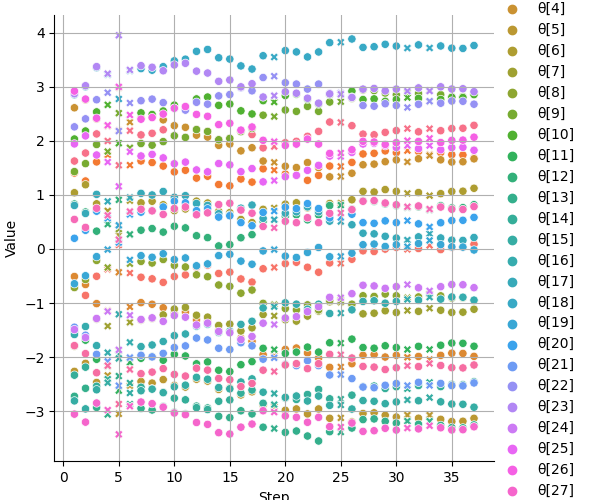 4
3
2
1
0
−1
−2
−3
Value
0
5
10
15
20
25
30
35
Step
θ[4]
θ[5]
θ[6]
θ[7]
θ[8]
θ[9]
θ[10]
θ[11]
θ[12]
θ[13]
θ[14]
θ[15]
θ[16]
θ[17]
θ[18]
θ[19]
θ[20]
θ[21]
θ[22]
θ[23]
θ[24]
θ[25]
θ[26]
θ[27]